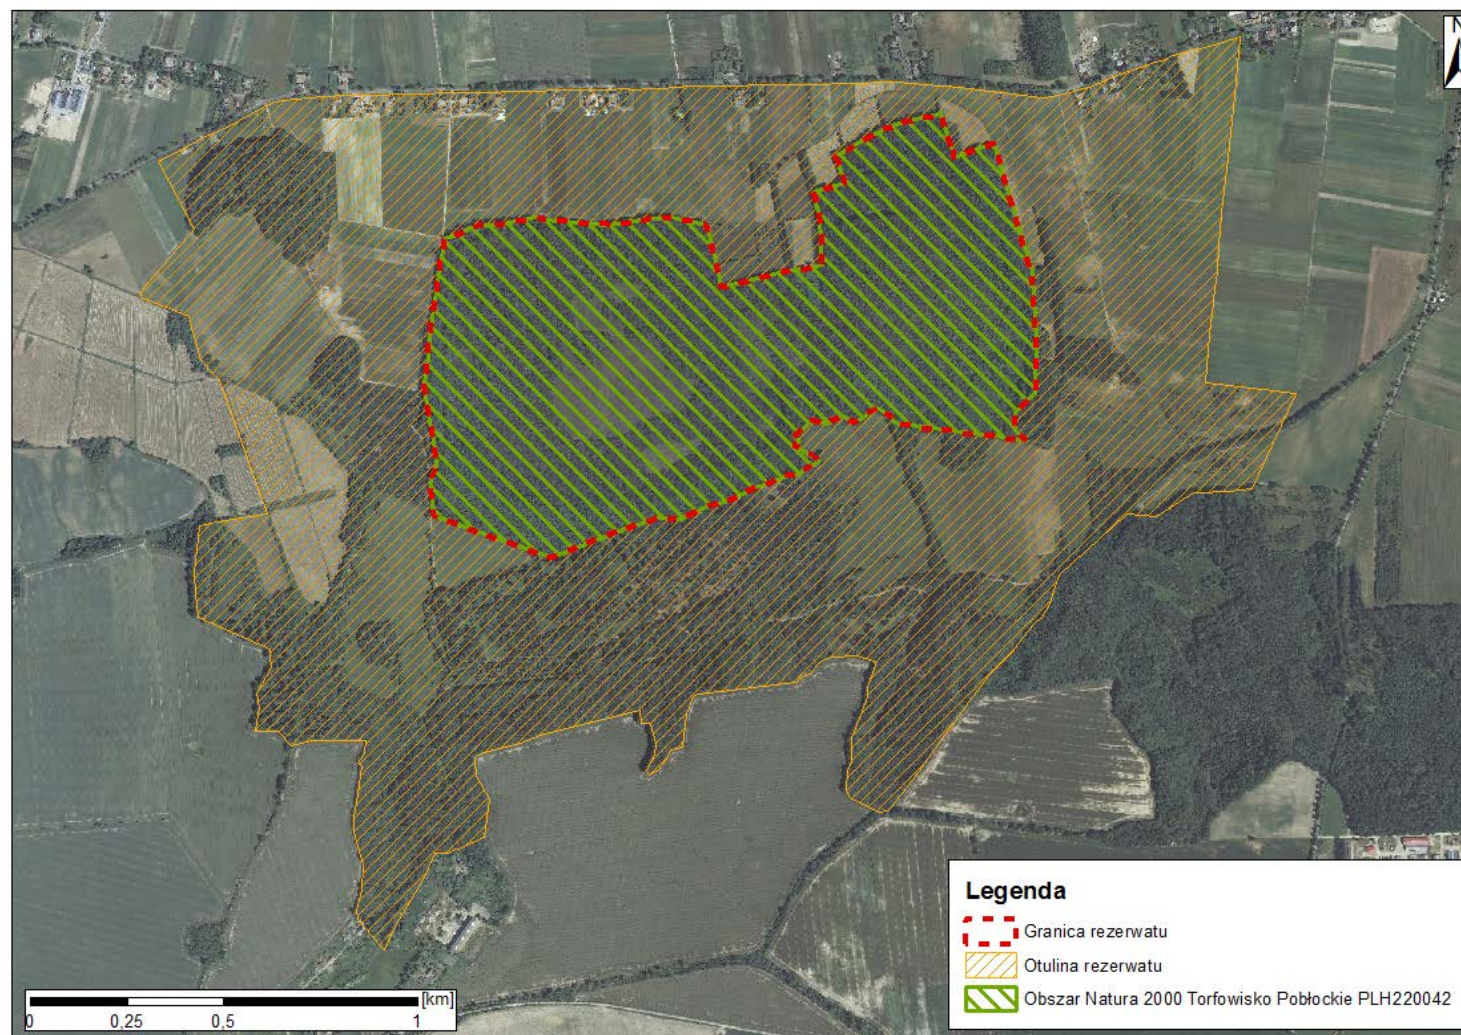 N
Legenda
Granica rezerwatu
Otulina rezerwatu
Obszar Natura 2000 Torfowisko Pobłockie PLH220042
[km]
0 0,25 0,5 1